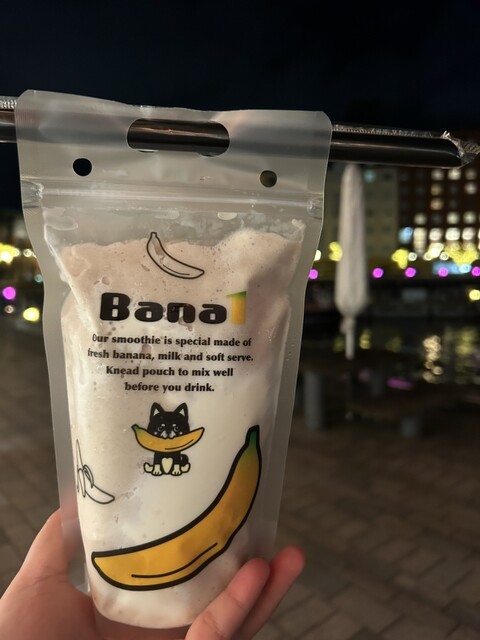 Bana1
Our smoothie is special made of
fresh banana, milk and soft serve.
Knead pouch to mix well
before you drink.